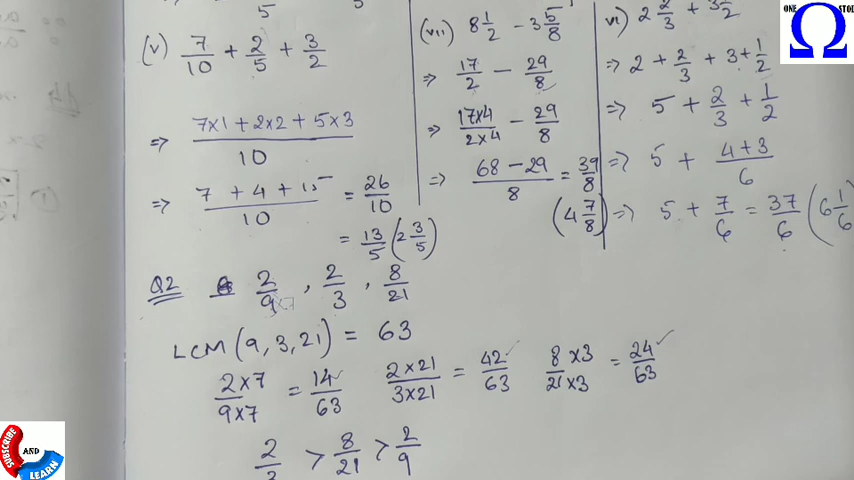 5
(v) 7/10 + 2/5 + 3/2
⇒ 7×1 + 2×2 + 5×3 / 10
⇒ 7 + 4 + 15 / 10 = 26/10
= 13/5 (2 3/5)
(vii) 8 1/2 - 3 5/8
⇒ 17/2 - 29/8
⇒ 17×4 / 2×4 - 29/8
⇒ 68 - 29 / 8 = 39/8
(4 7/8)
vi) 2 2/3 + 3 1/2
⇒ 2 + 2/3 + 3 + 1/2
⇒ 5 + 2/3 + 1/2
⇒ 5 + 4+3 / 6
⇒ 5 + 7/6 = 37/6 (6 1/6
Q2 2/9 , 2/3 , 8/21
LCM (9, 3, 21) = 63
2×7 / 9×7 = 14/63 2×21 / 3×21 = 42/63 8×3 / 21×3 = 24/63
2/3 > 8/21 > 2/9
ONE STOP
Ω
SUBSCRIBE AND LEARN